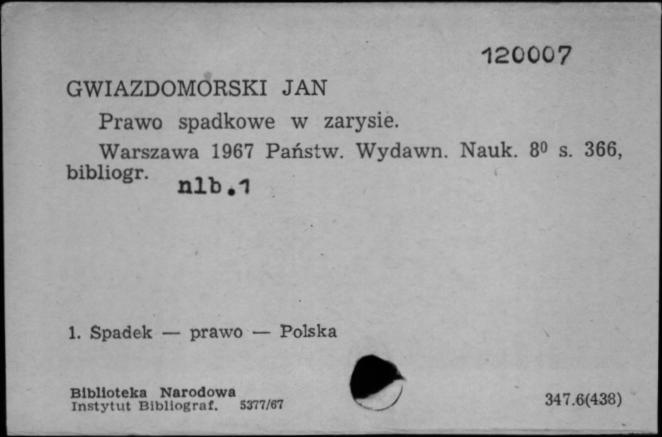 120007
GWIAZDOMORSKI JAN
Prawo spadkowe w zarysie.
Warszawa 1967 Państw. Wydawn. Nauk. 8⁰ s. 366,
bibliogr. nlb.1
1. Spadek — prawo — Polska
Biblioteka Narodowa
Instytut Bibliograf. 5377/67
347.6(438)